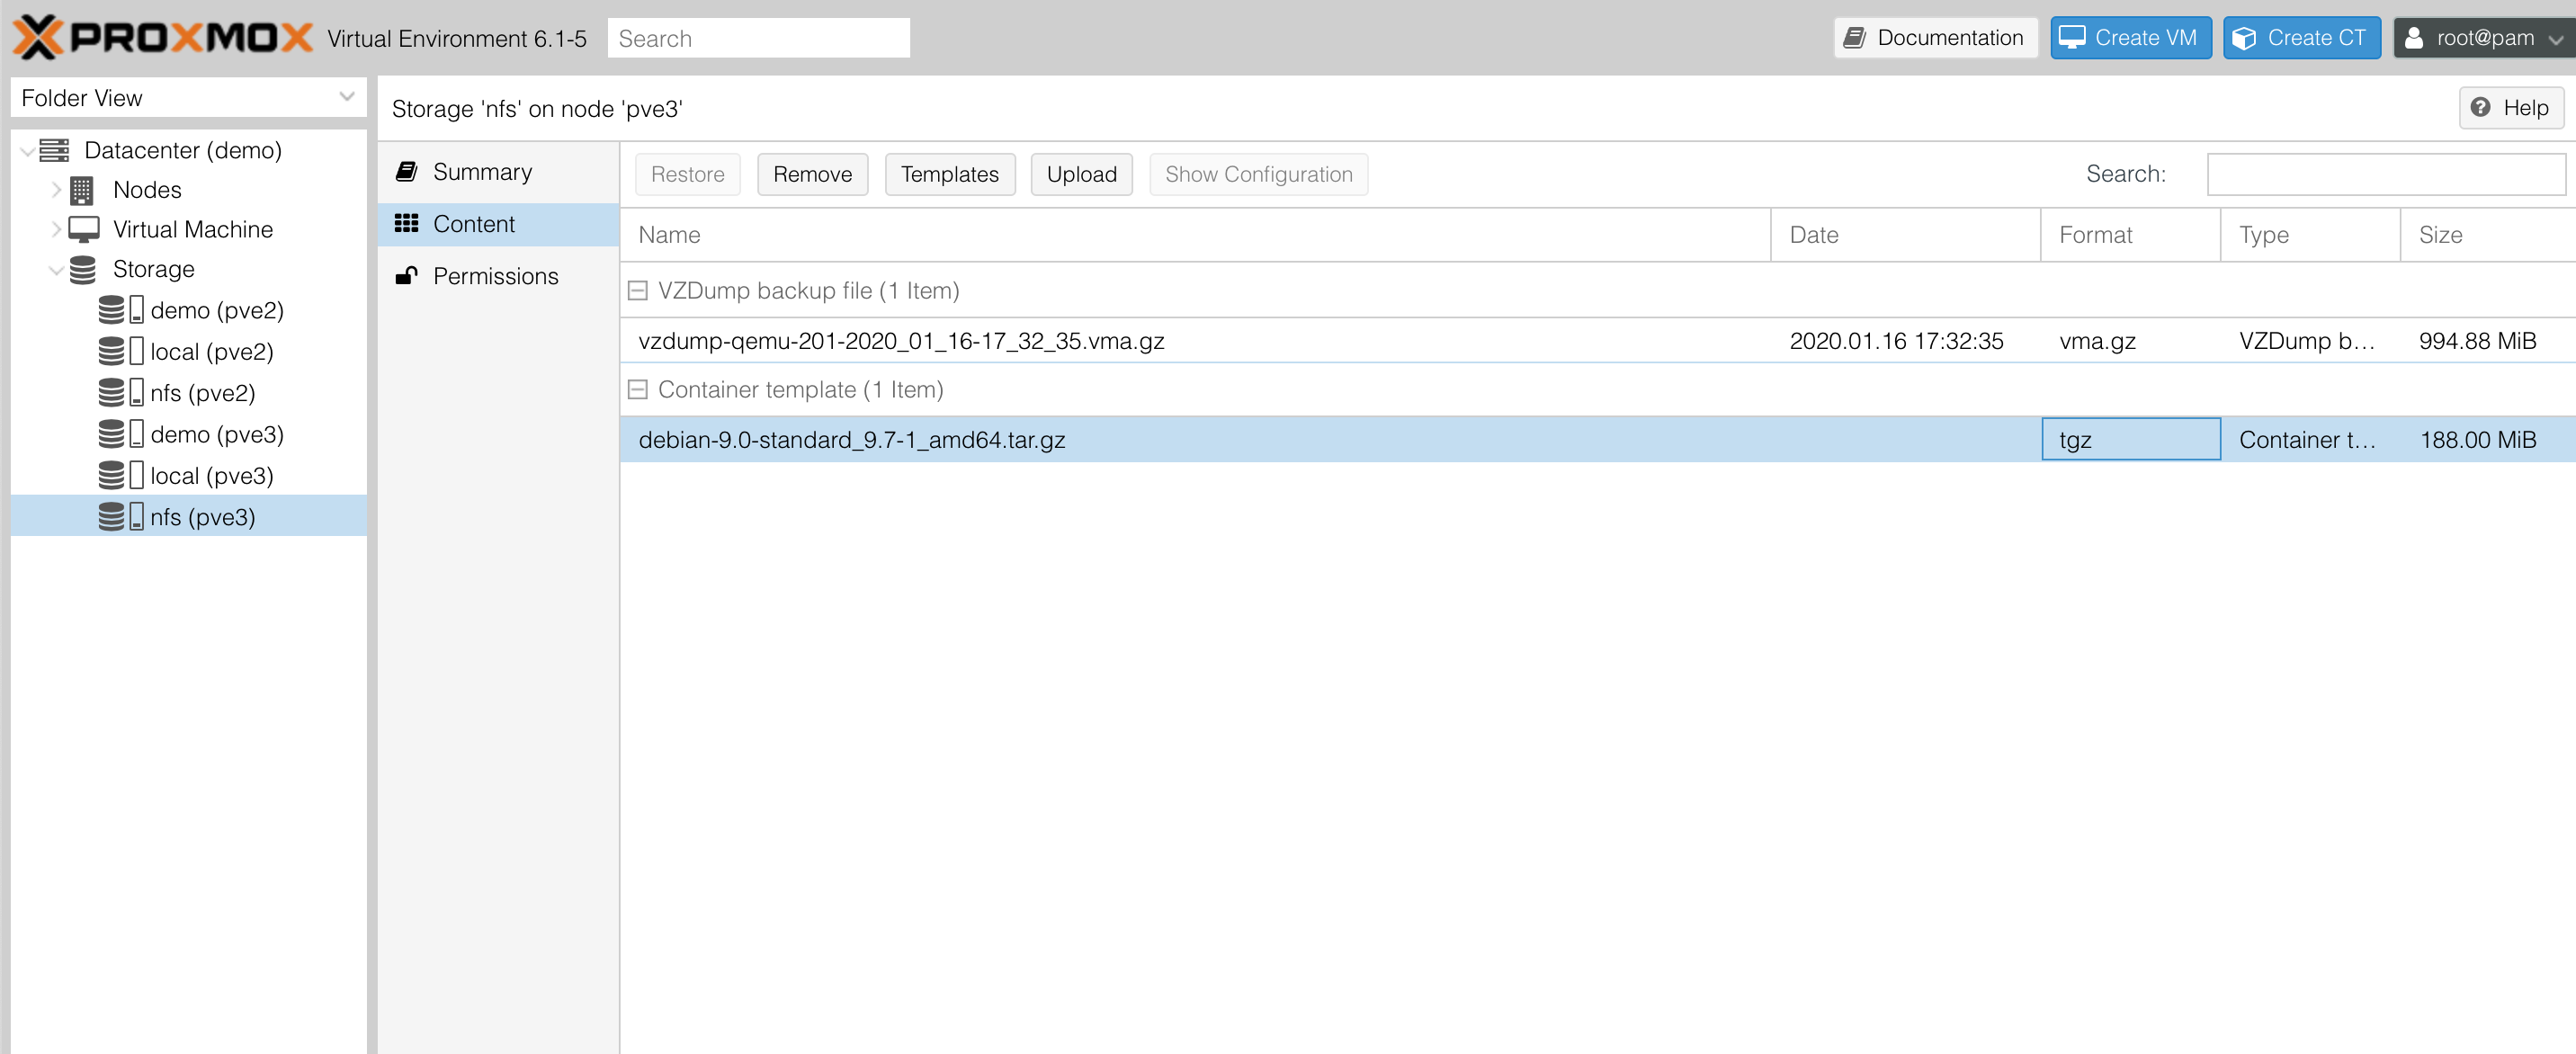 PROXMOX Virtual Environment 6.1-5 Search Documentation Create VM Create CT root@pam
Folder View
Datacenter (demo)
Nodes
Virtual Machine
Storage
demo (pve2)
local (pve2)
nfs (pve2)
demo (pve3)
local (pve3)
nfs (pve3)
Storage 'nfs' on node 'pve3' Help
Summary
Content
Permissions
Restore Remove Templates Upload Show Configuration Search:
Name Date Format Type Size
VZDump backup file (1 Item)
vzdump-qemu-201-2020_01_16-17_32_35.vma.gz 2020.01.16 17:32:35 vma.gz VZDump b... 994.88 MiB
Container template (1 Item)
debian-9.0-standard_9.7-1_amd64.tar.gz tgz Container t... 188.00 MiB